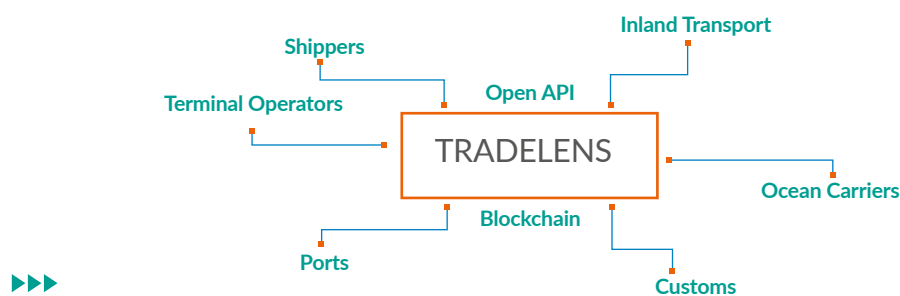 Inland Transport
Shippers
Open API
Terminal Operators
TRADELENS
Ocean Carriers
Blockchain
Ports
Customs